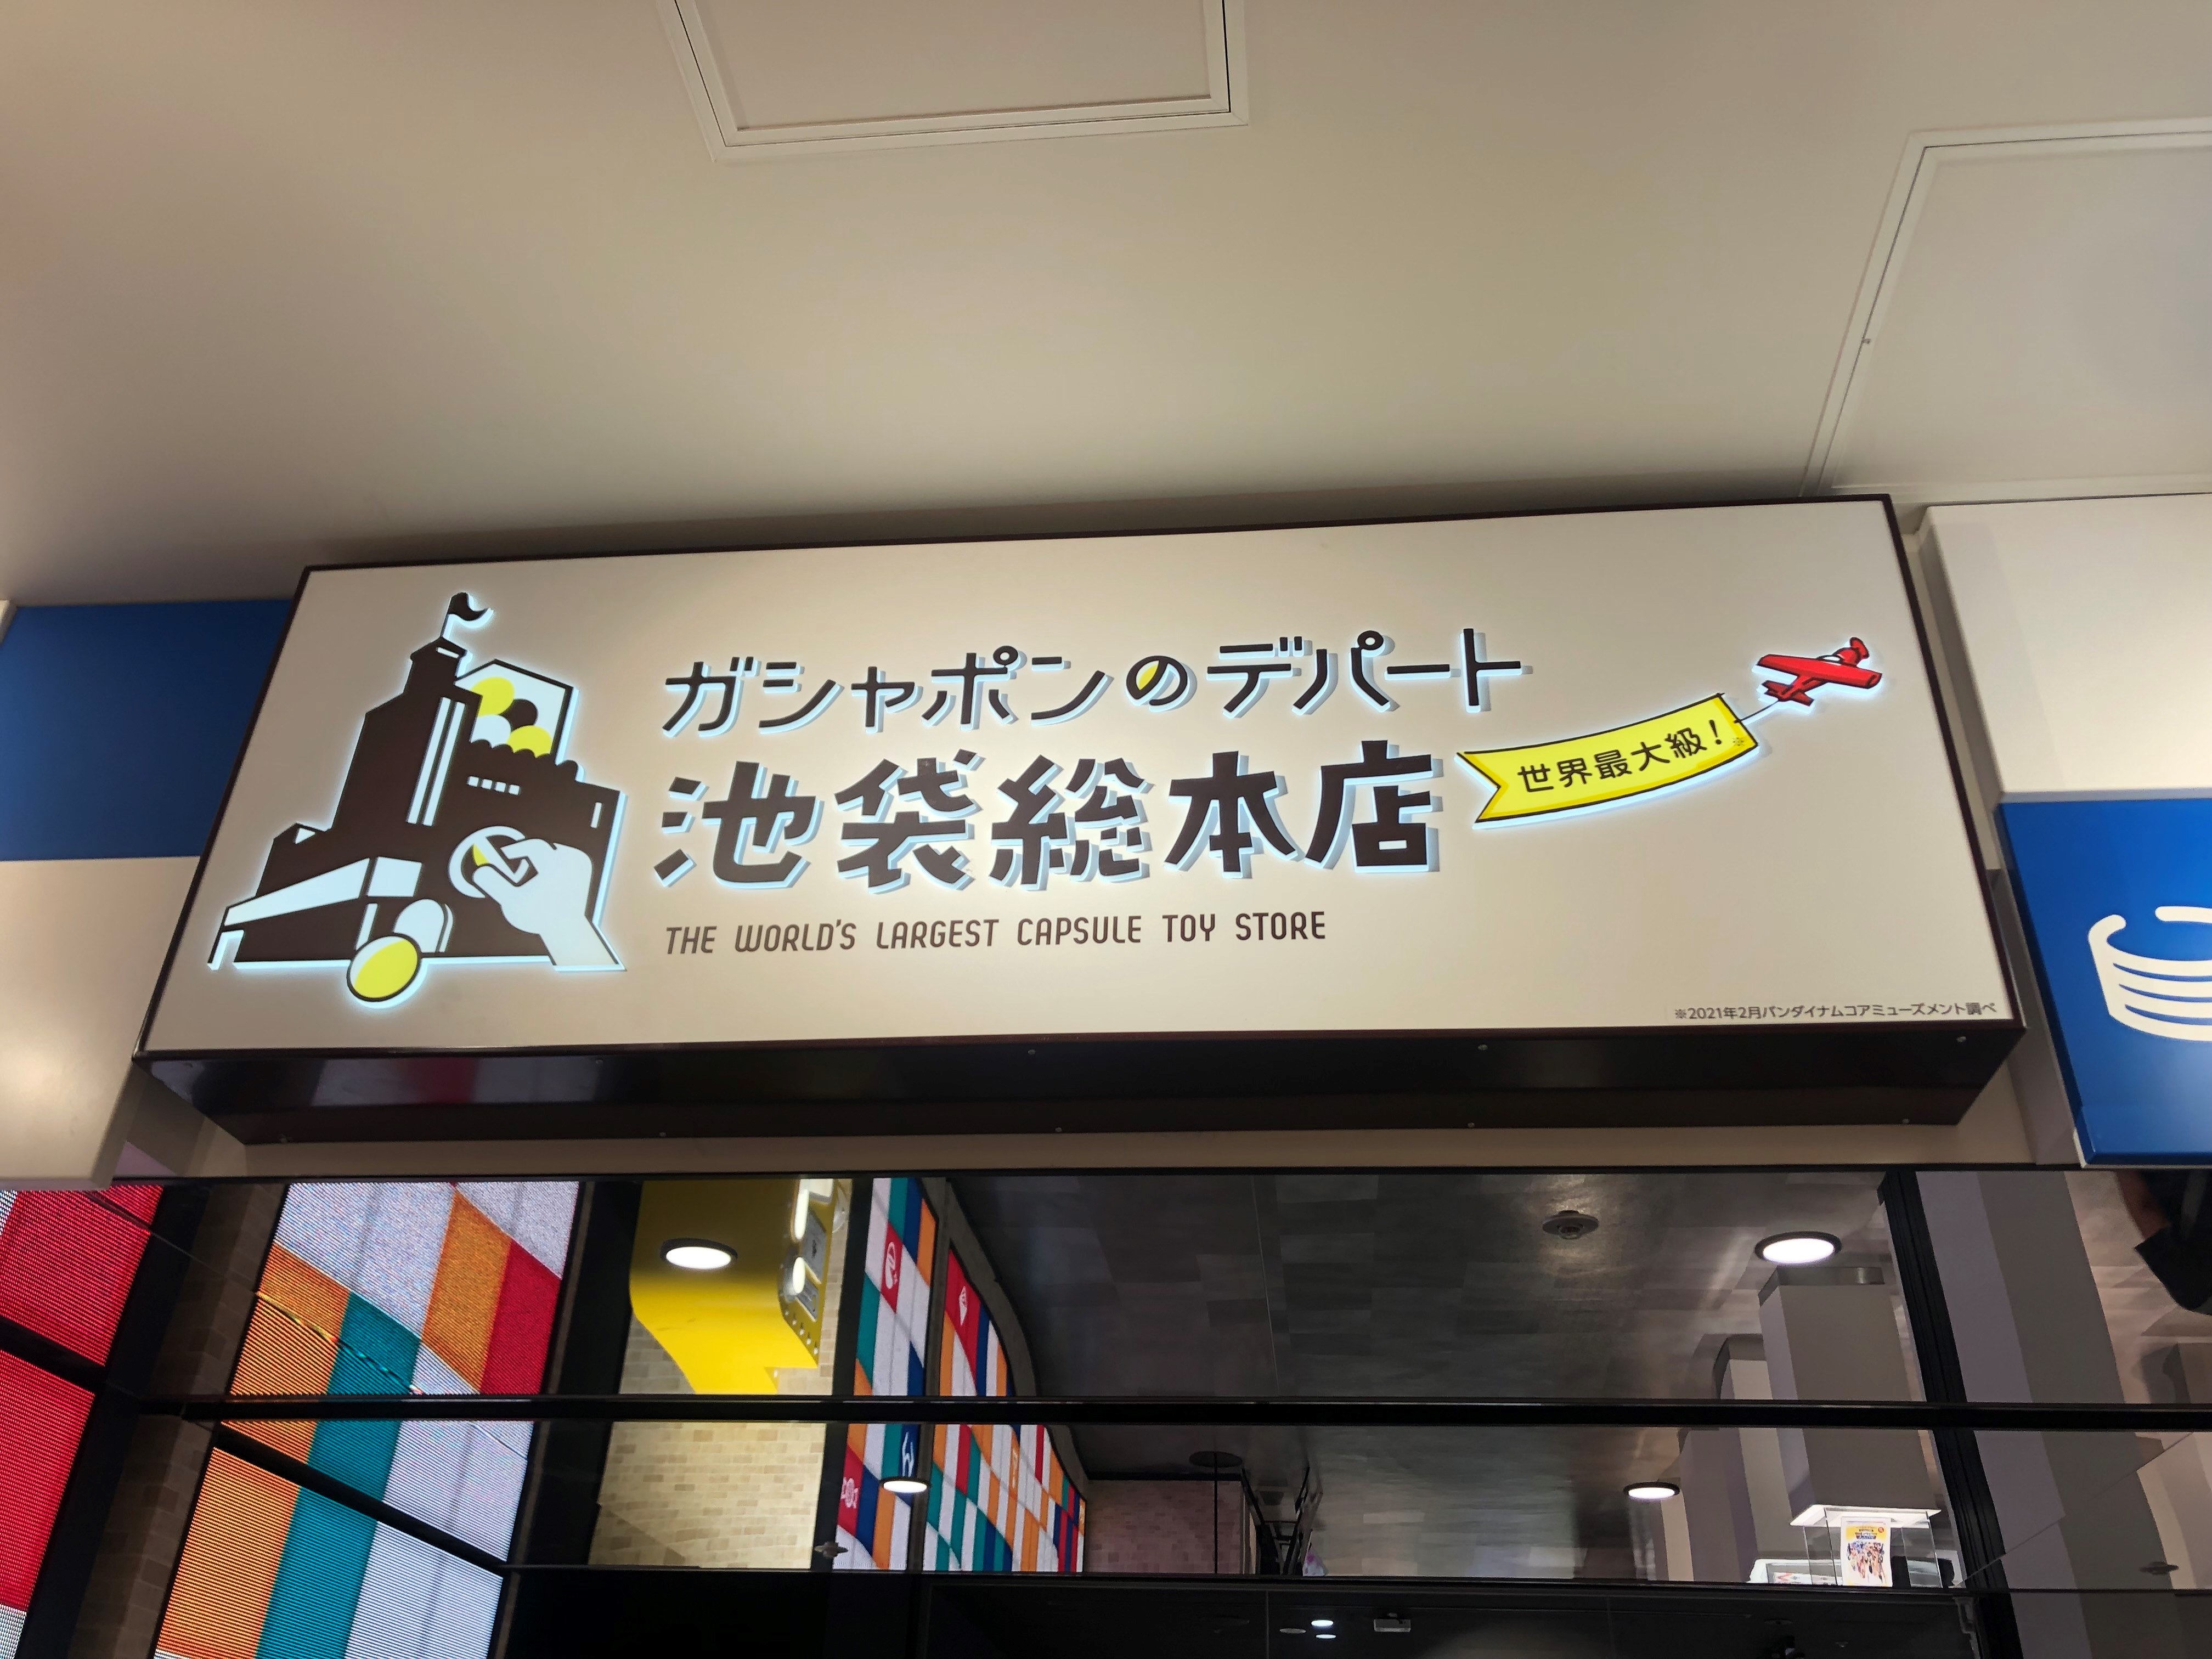 ガシャポンのデパート
池袋総本店
世界最大級!※
THE WORLD'S LARGEST CAPSULE TOY STORE
※2021年2月バンダイナムコアミューズメント調べ